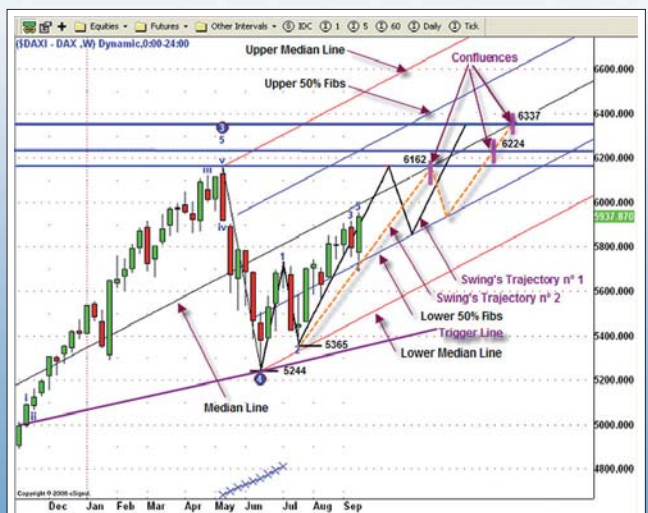 Equities Futures Other Intervals IDC 1 5 60 Daily Tick
($DAXI - DAX ,W) Dynamic,0:00-24:00
Upper Median Line
Confluences
6600.000
Upper 50% Fibs
6337
6400.000
3
5
6224
6162
6200.000
v
iii
6000.000
iv
3 5
5937.870
1
5800.000
Swing's Trajectory nº 1
Swing's Trajectory nº 2
5600.000
Lower 50% Fibs
Trigger Line
2
5365
Lower Median Line
5400.000
5244
4
Median Line
i
ii
5200.000
5000.000
4800.000
Copyright © 2006 eSignal.
Dec Jan Feb Mar Apr May Jun Jul Aug Sep